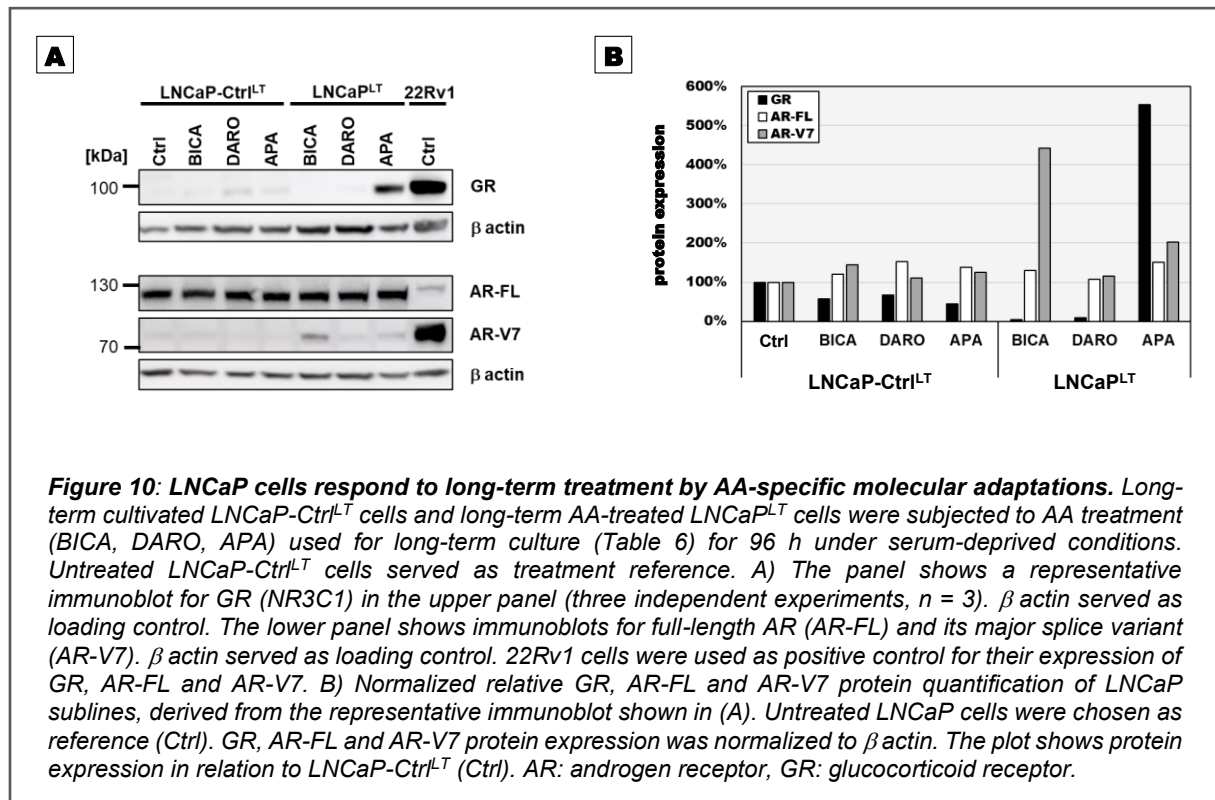 A
LNCaP-CtrlLT LNCaPLT 22Rv1
[kDa] Ctrl BICA DARO APA BICA DARO APA Ctrl
100 GR
β actin
130 AR-FL
70 AR-V7
β actin
B
protein expression
600%
500%
400%
300%
200%
100%
0%
GR
AR-FL
AR-V7
Ctrl BICA DARO APA BICA DARO APA
LNCaP-CtrlLT LNCaPLT
Figure 10: LNCaP cells respond to long-term treatment by AA-specific molecular adaptations. Long-
term cultivated LNCaP-CtrlLT cells and long-term AA-treated LNCaPLT cells were subjected to AA treatment
(BICA, DARO, APA) used for long-term culture (Table 6) for 96 h under serum-deprived conditions.
Untreated LNCaP-CtrlLT cells served as treatment reference. A) The panel shows a representative
immunoblot for GR (NR3C1) in the upper panel (three independent experiments, n = 3). β actin served as
loading control. The lower panel shows immunoblots for full-length AR (AR-FL) and its major splice variant
(AR-V7). β actin served as loading control. 22Rv1 cells were used as positive control for their expression of
GR, AR-FL and AR-V7. B) Normalized relative GR, AR-FL and AR-V7 protein quantification of LNCaP
sublines, derived from the representative immunoblot shown in (A). Untreated LNCaP cells were chosen as
reference (Ctrl). GR, AR-FL and AR-V7 protein expression was normalized to β actin. The plot shows protein
expression in relation to LNCaP-CtrlLT (Ctrl). AR: androgen receptor, GR: glucocorticoid receptor.